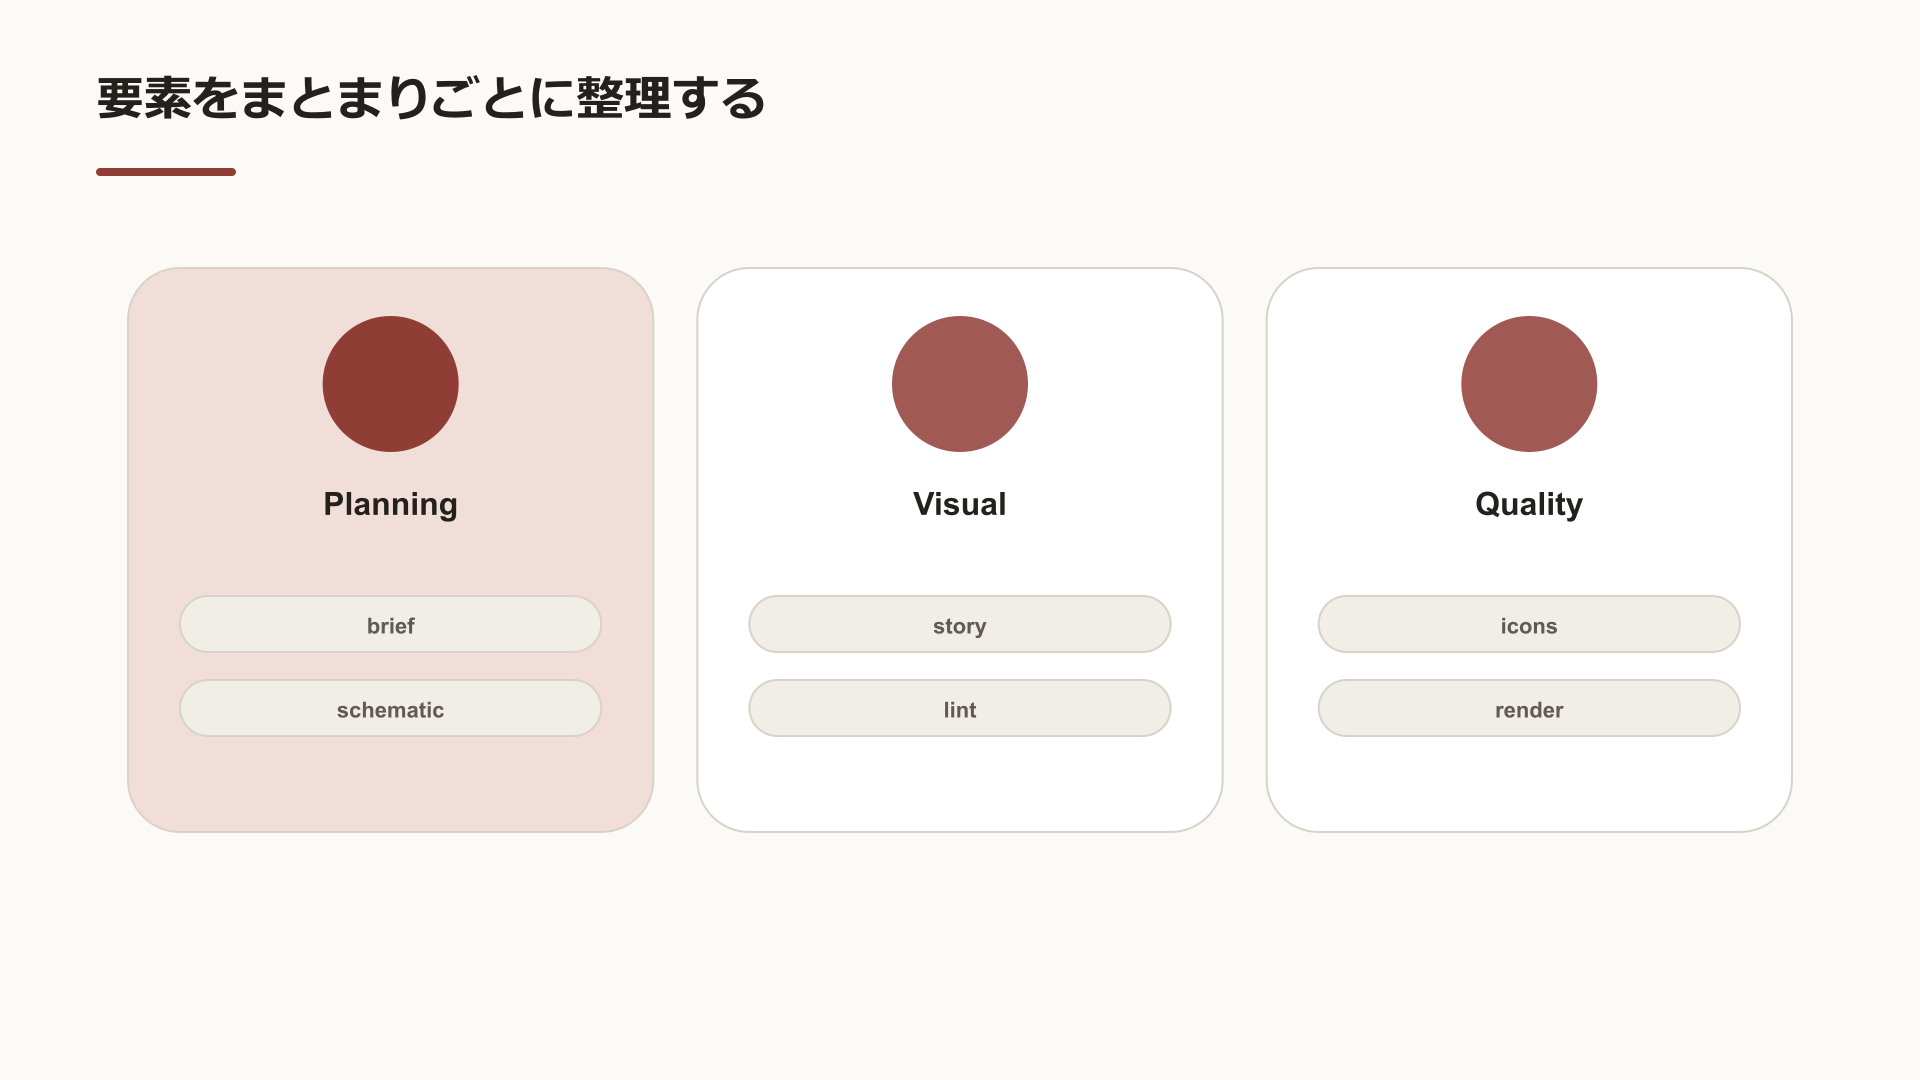 要素をまとまりごとに整理する
Planning
brief
schematic
Visual
story
lint
Quality
icons
render